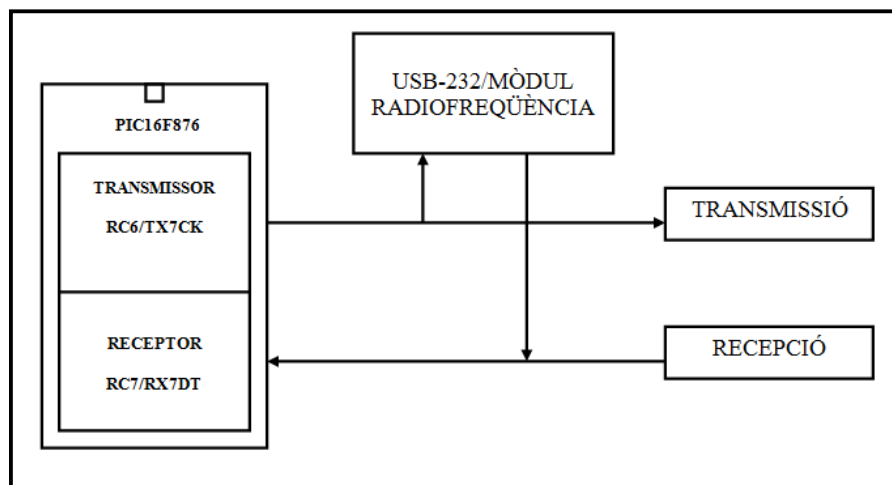 USB-232/MÒDUL
RADIOFREQÜÈNCIA
PIC16F876
TRANSMISSOR
RC6/TX7CK
TRANSMISSIÓ
RECEPTOR
RC7/RX7DT
RECEPCIÓ